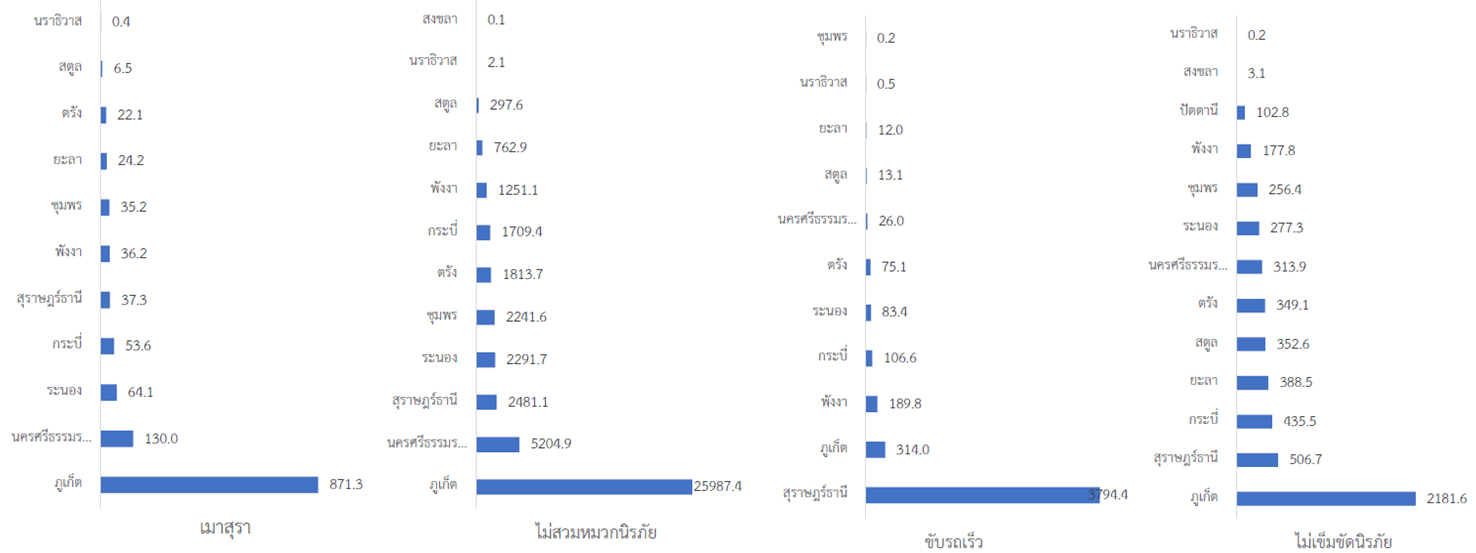 นราธิวาส 0.4
สตูล 6.5
ตรัง 22.1
ยะลา 24.2
ชุมพร 35.2
พังงา 36.2
สุราษฎร์ธานี 37.3
กระบี่ 53.6
ระนอง 64.1
นครศรีธรรมร... 130.0
ภูเก็ต 871.3
เมาสุรา
สงขลา 0.1
นราธิวาส 2.1
สตูล 297.6
ยะลา 762.9
พังงา 1251.1
กระบี่ 1709.4
ตรัง 1813.7
ชุมพร 2241.6
ระนอง 2291.7
สุราษฎร์ธานี 2481.1
นครศรีธรรมร... 5204.9
ภูเก็ต 25987.4
ไม่สวมหมวกนิรภัย
ชุมพร 0.2
นราธิวาส 0.5
ยะลา 12.0
สตูล 13.1
นครศรีธรรมร... 26.0
ตรัง 75.1
ระนอง 83.4
กระบี่ 106.6
พังงา 189.8
ภูเก็ต 314.0
สุราษฎร์ธานี 3794.4
ขับรถเร็ว
นราธิวาส 0.2
สงขลา 3.1
ปัตตานี 102.8
พังงา 177.8
ชุมพร 256.4
ระนอง 277.3
นครศรีธรรมร... 313.9
ตรัง 349.1
สตูล 352.6
ยะลา 388.5
กระบี่ 435.5
สุราษฎร์ธานี 506.7
ภูเก็ต 2181.6
ไม่เข็มขัดนิรภัย